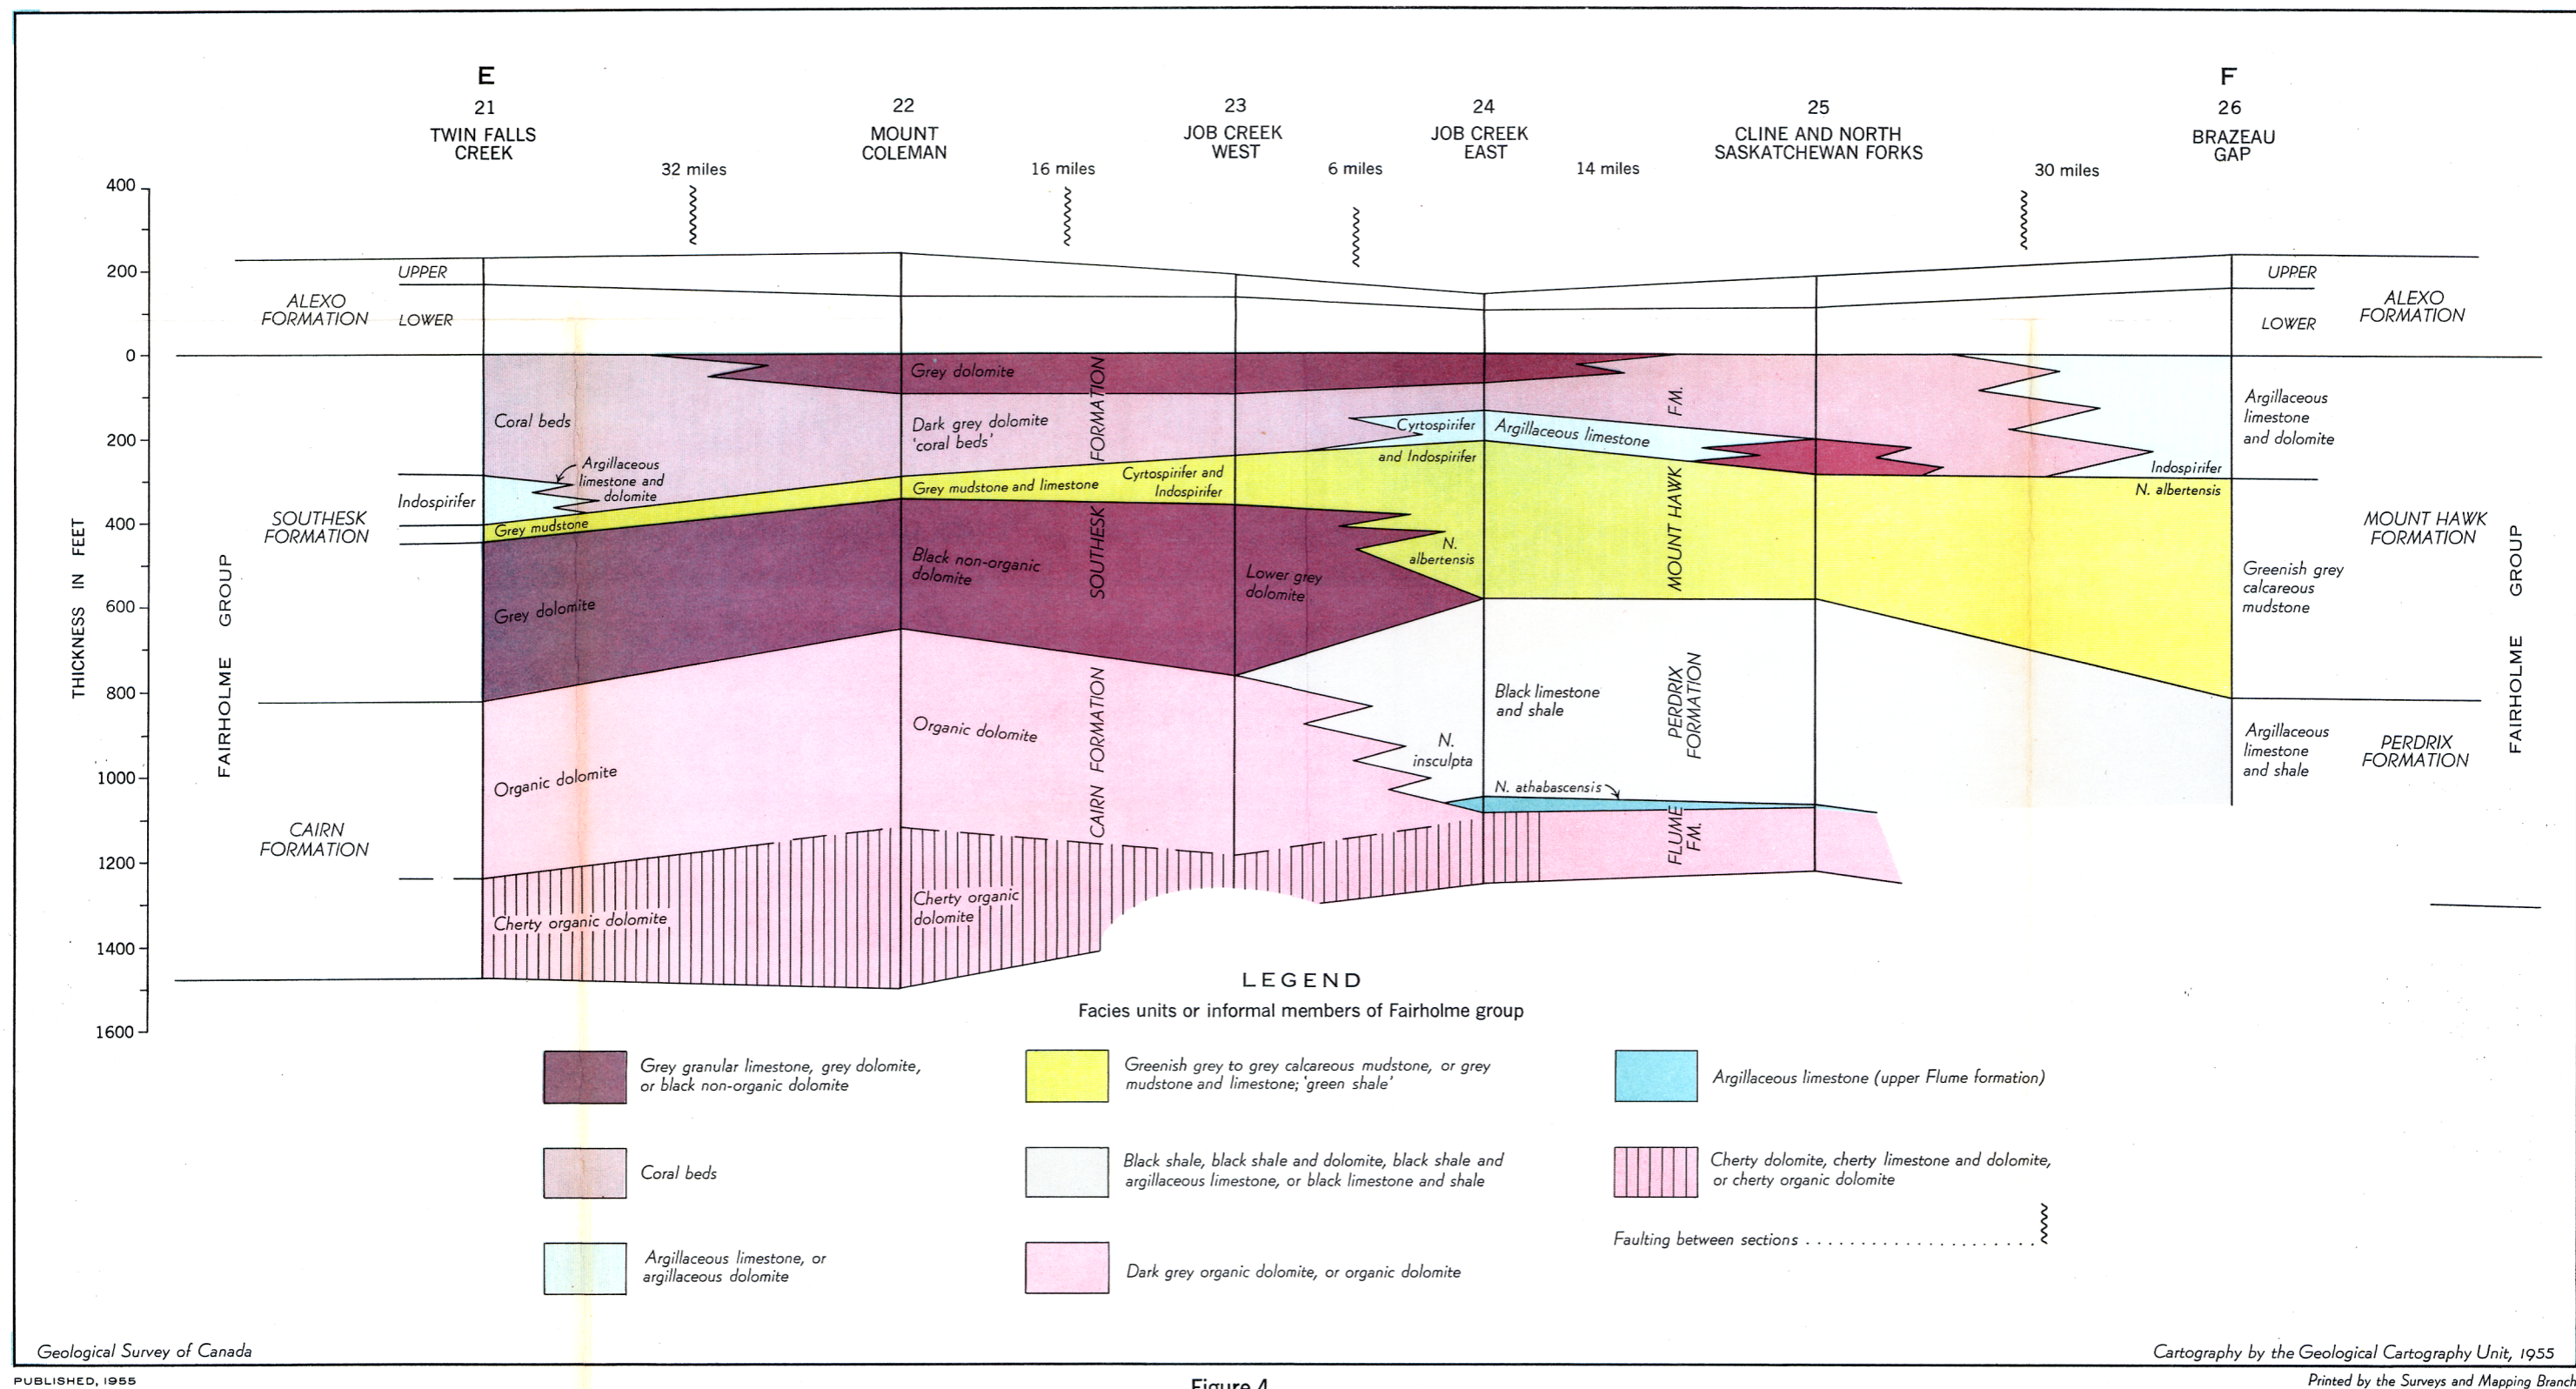 E
F
21
TWIN FALLS
CREEK
22
MOUNT
COLEMAN
23
JOB CREEK
WEST
24
JOB CREEK
EAST
25
CLINE AND NORTH
SASKATCHEWAN FORKS
26
BRAZEAU
GAP
32 miles
16 miles
6 miles
14 miles
30 miles
THICKNESS IN FEET
400
200
0
200
400
600
800
1000
1200
1400
1600
FAIRHOLME GROUP
ALEXO
FORMATION
UPPER
LOWER
SOUTHESK
FORMATION
Indospirifer
CAIRN
FORMATION
Coral beds
Argillaceous
limestone and
dolomite
Grey mudstone
Grey dolomite
Organic dolomite
Cherty organic dolomite
Grey dolomite
Dark grey dolomite
'coral beds'
Grey mudstone and limestone
Black non-organic
dolomite
Organic dolomite
Cherty organic
dolomite
SOUTHESK FORMATION
CAIRN FORMATION
Cyrtospirifer and
Indospirifer
Lower grey
dolomite
Cyrtospirifer
and Indospirifer
N.
albertensis
N.
insculpta
Argillaceous limestone
Black limestone
and shale
N. athabascensis
MOUNT HAWK FM.
PERDRIX
FORMATION
FLUME
FM.
Indospirifer
N. albertensis
UPPER
LOWER
ALEXO
FORMATION
Argillaceous
limestone
and dolomite
MOUNT HAWK
FORMATION
Greenish grey
calcareous
mudstone
Argillaceous
limestone
and shale
PERDRIX
FORMATION
FAIRHOLME GROUP
LEGEND
Facies units or informal members of Fairholme group
Grey granular limestone, grey dolomite,
or black non-organic dolomite
Coral beds
Argillaceous limestone, or
argillaceous dolomite
Greenish grey to grey calcareous mudstone, or grey
mudstone and limestone; 'green shale'
Black shale, black shale and dolomite, black shale and
argillaceous limestone, or black limestone and shale
Dark grey organic dolomite, or organic dolomite
Argillaceous limestone (upper Flume formation)
Cherty dolomite, cherty limestone and dolomite,
or cherty organic dolomite
Faulting between sections . . . . . . . . . . . . . . . . . . . . .
Geological Survey of Canada
Cartography by the Geological Cartography Unit, 1955
PUBLISHED, 1955
Figure 4
Printed by the Surveys and Mapping Branch